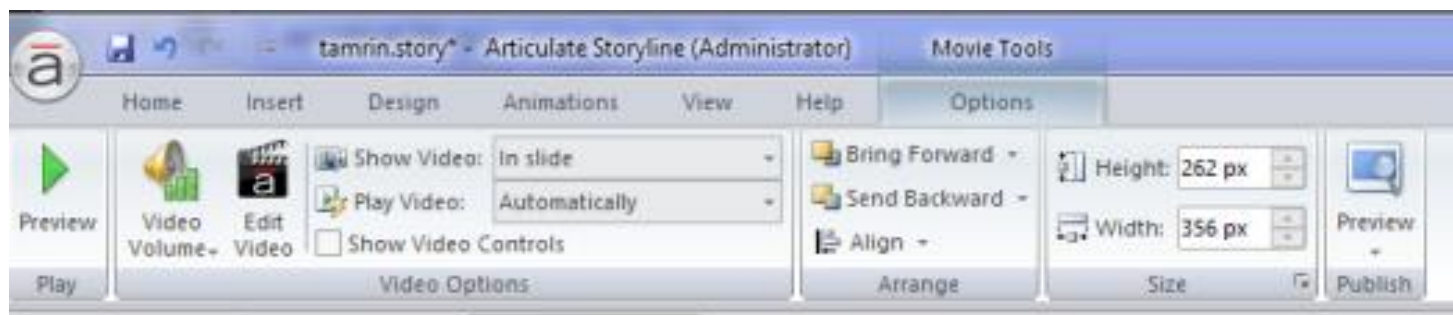 tamrin.story* - Articulate Storyline (Administrator) Movie Tools
Home Insert Design Animations View Help Options
Preview
Video Volume
Edit Video
Show Video: In slide
Play Video: Automatically
Show Video Controls
Bring Forward
Send Backward
Align
Height: 262 px
Width: 356 px
Preview
Play Video Options Arrange Size Publish